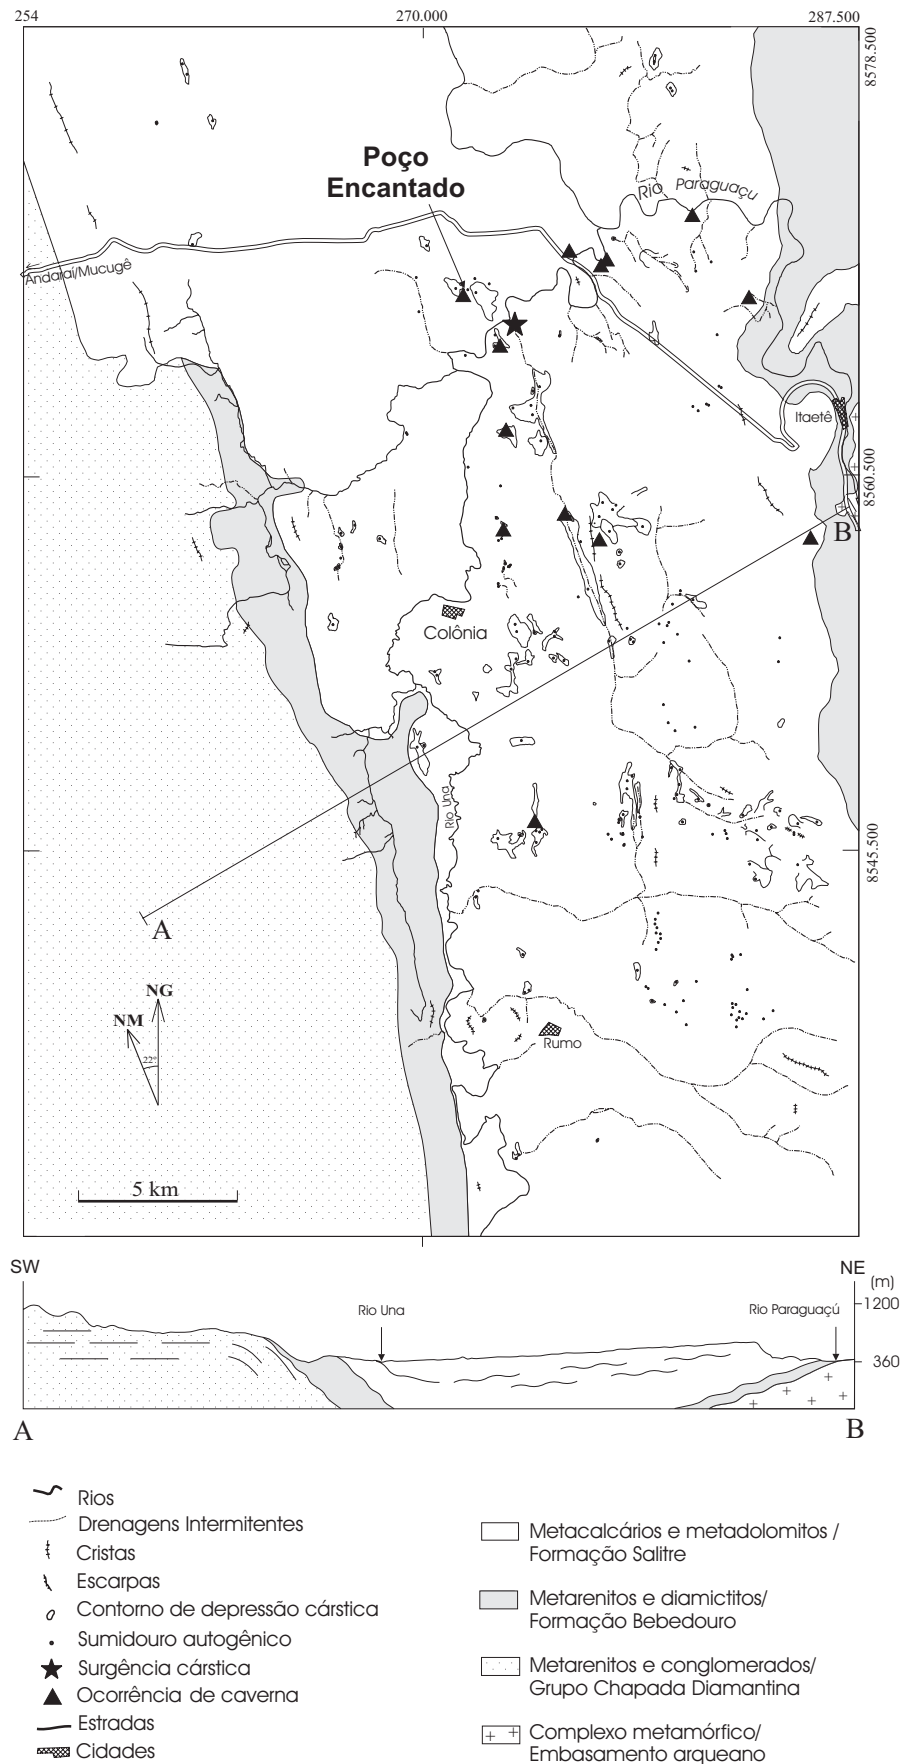 254
270.000
287.500
8578.500
Poço
Encantado
Rio Paraguaçu
Andaraí/Mucugê
Itaetê
8560.500
B
Colônia
Rio Una
8545.500
A
NG
NM
22°
Rumo
5 km
SW
NE
(m)
Rio Una
Rio Paraguaçú
1200
360
A
B
Rios
Drenagens Intermitentes
Cristas
Escarpas
Contorno de depressão cárstica
Sumidouro autogênico
Surgência cárstica
Ocorrência de caverna
Estradas
Cidades
Metacalcários e metadolomitos /
Formação Salitre
Metarenitos e diamictitos/
Formação Bebedouro
Metarenitos e conglomerados/
Grupo Chapada Diamantina
Complexo metamórfico/
Embasamento arqueano